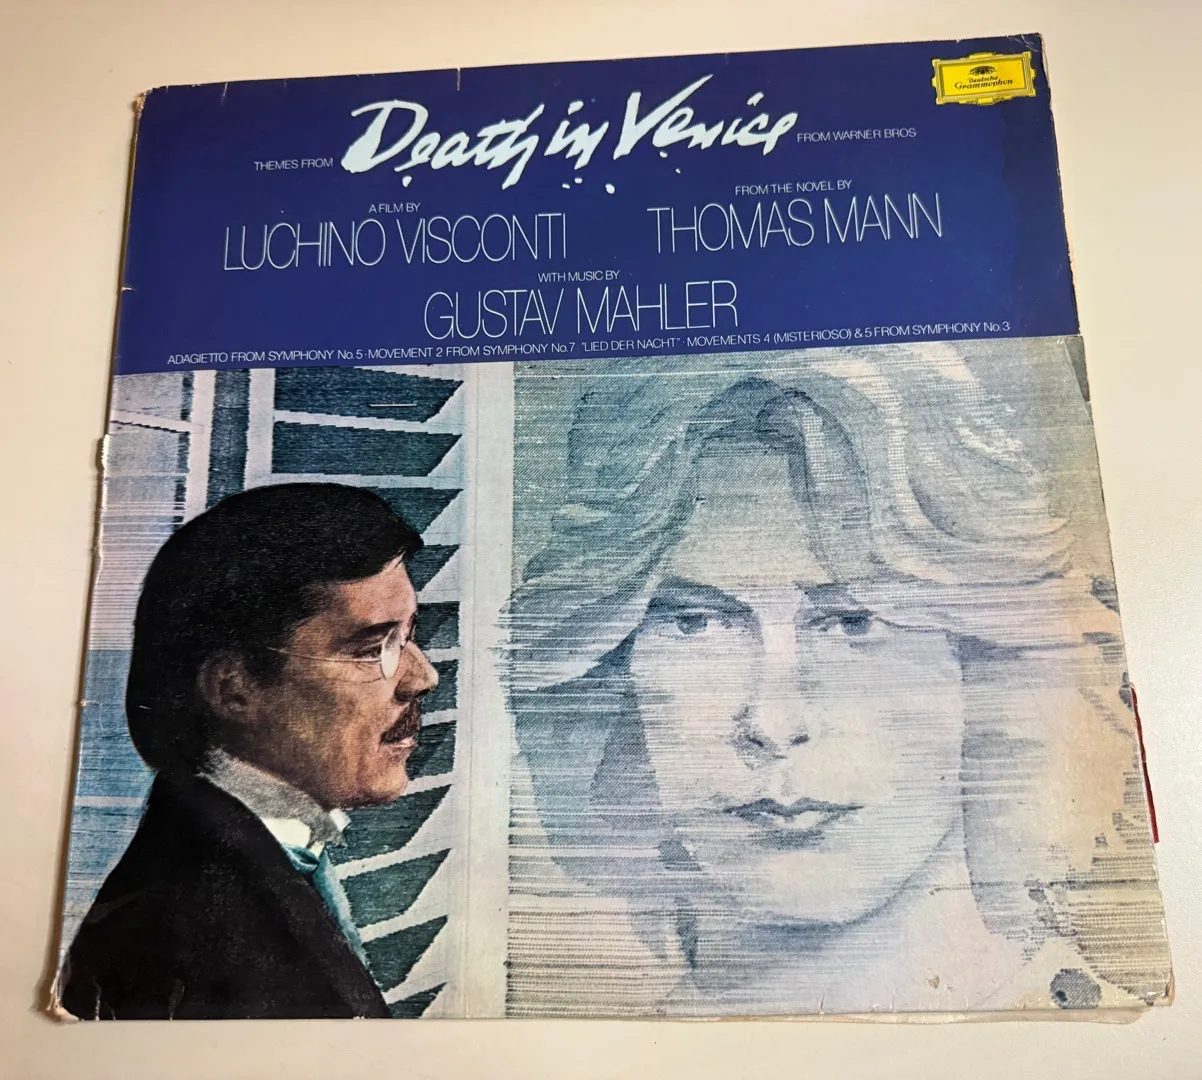 Deutsche
Grammophon
THEMES FROM Death in Venice FROM WARNER BROS
A FILM BY
LUCHINO VISCONTI
FROM THE NOVEL BY
THOMAS MANN
WITH MUSIC BY
GUSTAV MAHLER
ADAGIETTO FROM SYMPHONY No. 5 · MOVEMENT 2 FROM SYMPHONY No. 7 "LIED DER NACHT" · MOVEMENTS 4 (MISTERIOSO) & 5 FROM SYMPHONY No. 3